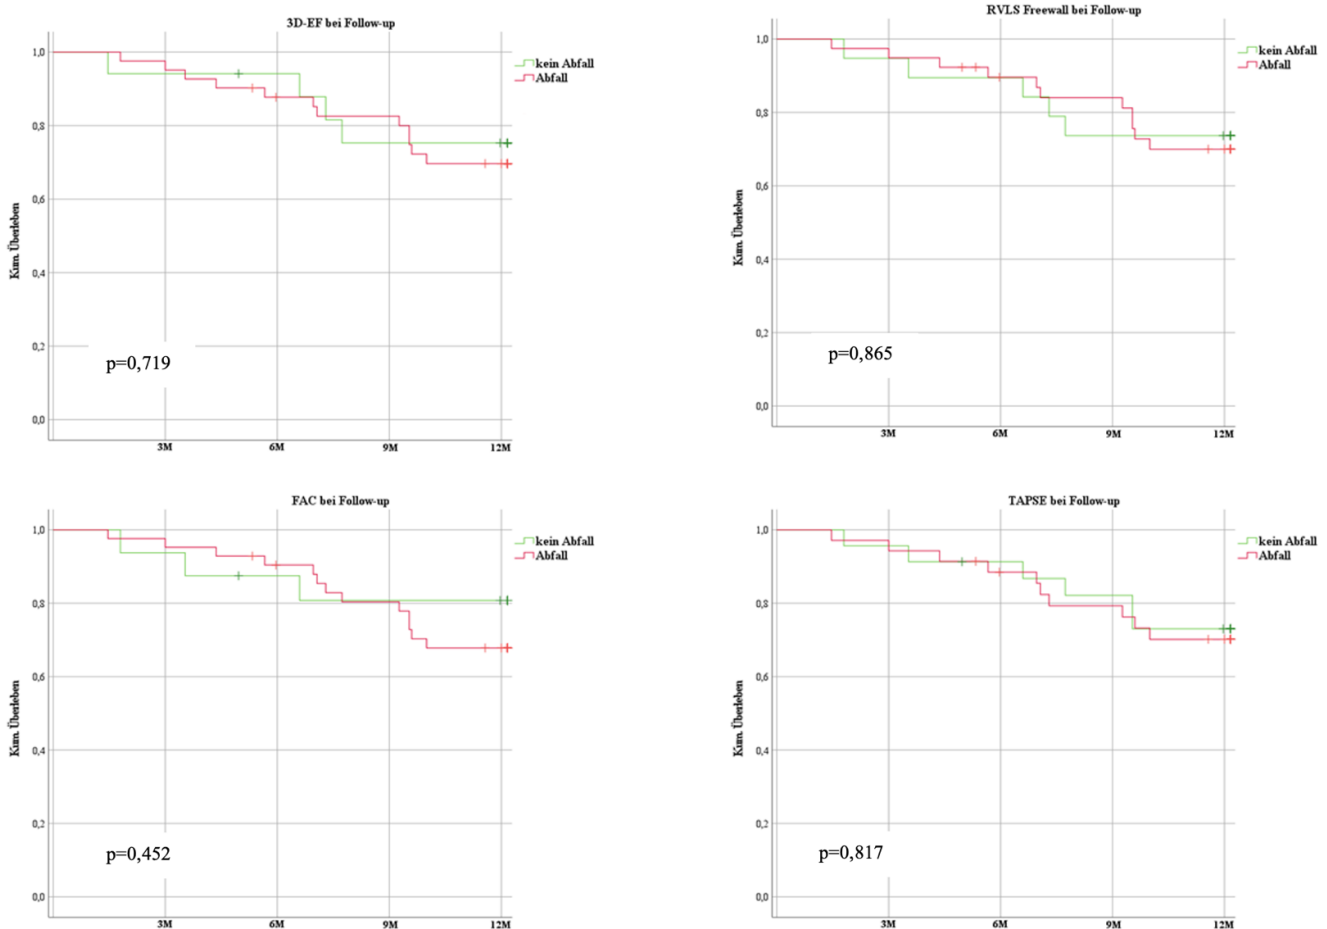 3D-EF bei Follow-up
kein Abfall
Abfall
1,0
0,8
0,6
0,4
0,2
0,0
Kum. Überleben
p=0,719
3M
6M
9M
12M
RVLS Freewall bei Follow-up
kein Abfall
Abfall
1,0
0,8
0,6
0,4
0,2
0,0
Kum. Überleben
p=0,865
3M
6M
9M
12M
FAC bei Follow-up
kein Abfall
Abfall
1,0
0,8
0,6
0,4
0,2
0,0
Kum. Überleben
p=0,452
3M
6M
9M
12M
TAPSE bei Follow-up
kein Abfall
Abfall
1,0
0,8
0,6
0,4
0,2
0,0
Kum. Überleben
p=0,817
3M
6M
9M
12M